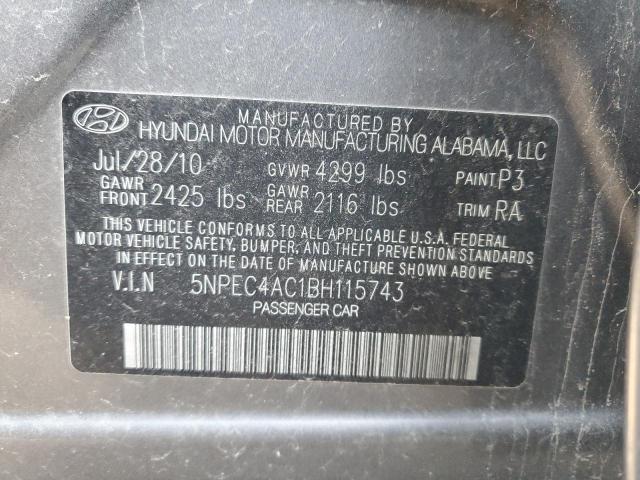 MANUFACTURED BY
HYUNDAI MOTOR MANUFACTURING ALABAMA, LLC
Jul/28/10 GVWR 4299 lbs PAINT P3
GAWR FRONT 2425 lbs GAWR REAR 2116 lbs TRIM RA
THIS VEHICLE CONFORMS TO ALL APPLICABLE U.S.A. FEDERAL
MOTOR VEHICLE SAFETY, BUMPER, AND THEFT PREVENTION STANDARDS
IN EFFECT ON THE DATE OF MANUFACTURE SHOWN ABOVE
V.I.N 5NPEC4AC1BH115743
PASSENGER CAR